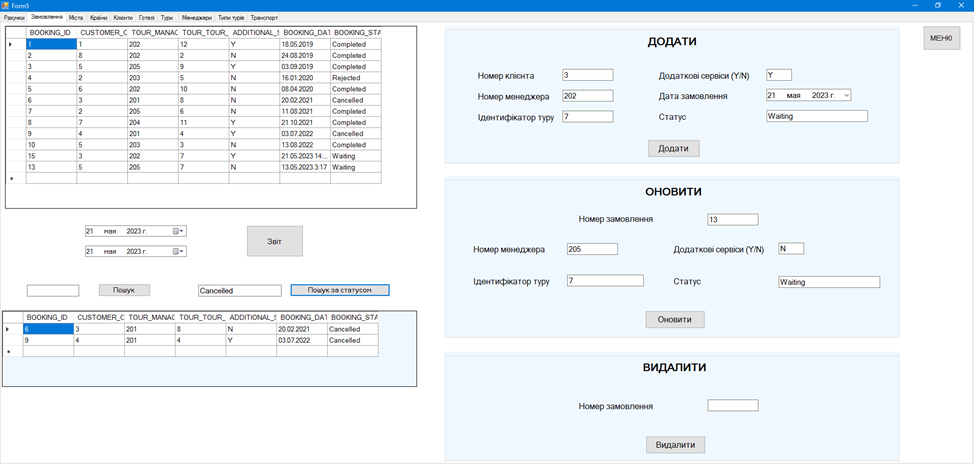 Form5
Рахунки Замовлення Міста Країни Клієнти Готелі Тури Менеджери Типи турів Транспорт
BOOKING_ID CUSTOMER_C TOUR_MANAC TOUR_TOUR_ ADDITIONAL_S BOOKING_DAT BOOKING_STA
1 1 202 12 Y 18.05.2019 Completed
2 8 202 2 N 24.08.2019 Completed
3 5 205 9 Y 03.09.2019 Completed
4 2 203 5 N 16.01.2020 Rejected
5 6 202 10 N 08.04.2020 Completed
6 3 201 8 N 20.02.2021 Cancelled
7 2 205 6 N 11.08.2021 Completed
8 7 204 11 Y 21.10.2021 Completed
9 4 201 4 Y 03.07.2022 Cancelled
10 5 203 3 N 13.08.2022 Completed
15 3 202 7 Y 21.05.2023 14:... Waiting
13 5 205 7 N 13.05.2023 3:17 Waiting
21 мая 2023 г.
21 мая 2023 г.
Звіт
Пошук Cancelled Пошук за статусом
BOOKING_ID CUSTOMER_C TOUR_MANAC TOUR_TOUR_ ADDITIONAL_S BOOKING_DAT BOOKING_STA
6 3 201 8 N 20.02.2021 Cancelled
9 4 201 4 Y 03.07.2022 Cancelled
МЕНЮ
ДОДАТИ
Номер клієнта 3 Додаткові сервіси (Y/N) Y
Номер менеджера 202 Дата замовлення 21 мая 2023 г.
Ідентифікатор туру 7 Статус Waiting
Додати
ОНОВИТИ
Номер замовлення 13
Номер менеджера 205 Додаткові сервіси (Y/N) N
Ідентифікатор туру 7 Статус Waiting
Оновити
ВИДАЛИТИ
Номер замовлення
Видалити